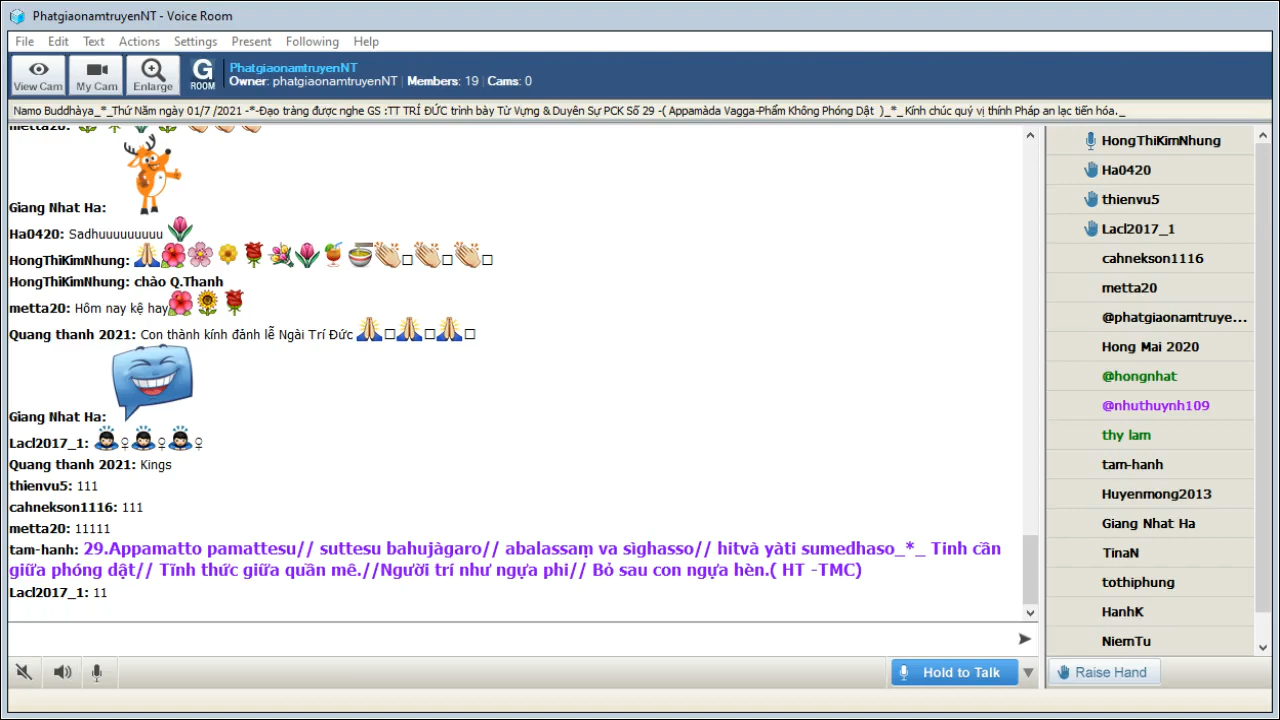 PhatgiaonamtruyenNT - Voice Room
File Edit Text Actions Settings Present Following Help
View Cam My Cam Enlarge G ROOM
PhatgiaonamtruyenNT
Owner: phatgiaonamtruyenNT Members: 19 Cams: 0
Namo Buddhàya_*_Thứ Năm ngày 01/7 /2021 -*-Đạo tràng được nghe GS :TT TRÍ ĐỨC trình bày Từ Vựng & Duyên Sự PCK Số 29 -( Appamàda Vagga-Phẩm Không Phóng Dật )_*_Kính chúc quý vị thính Pháp an lạc tiến hóa._
metta20:
Giang Nhat Ha:
Ha0420: Sadhuuuuuuuuu
HongThiKimNhung:
HongThiKimNhung: chào Q.Thanh
metta20: Hôm nay kệ hay
Quang thanh 2021: Con thành kính đảnh lễ Ngài Trí Đức
Giang Nhat Ha:
Lacl2017_1: ♀ ♀ ♀
Quang thanh 2021: Kings
thienvu5: 111
cahnekson1116: 111
metta20: 11111
tam-hanh: 29.Appamatto pamattesu// suttesu bahujàgaro// abalassaṃ va sìghasso// hitvà yàti sumedhaso_*_ Tinh cần
giữa phóng dật// Tĩnh thức giữa quần mê.//Người trí như ngựa phi// Bỏ sau con ngựa hèn.( HT -TMC)
Lacl2017_1: 11
Hold to Talk
HongThiKimNhung
Ha0420
thienvu5
Lacl2017_1
cahnekson1116
metta20
@phatgiaonamtruye...
Hong Mai 2020
@hongnhat
@nhuthuynh109
thy lam
tam-hanh
Huyenmong2013
Giang Nhat Ha
TinaN
tothiphung
HanhK
NiemTu
Raise Hand